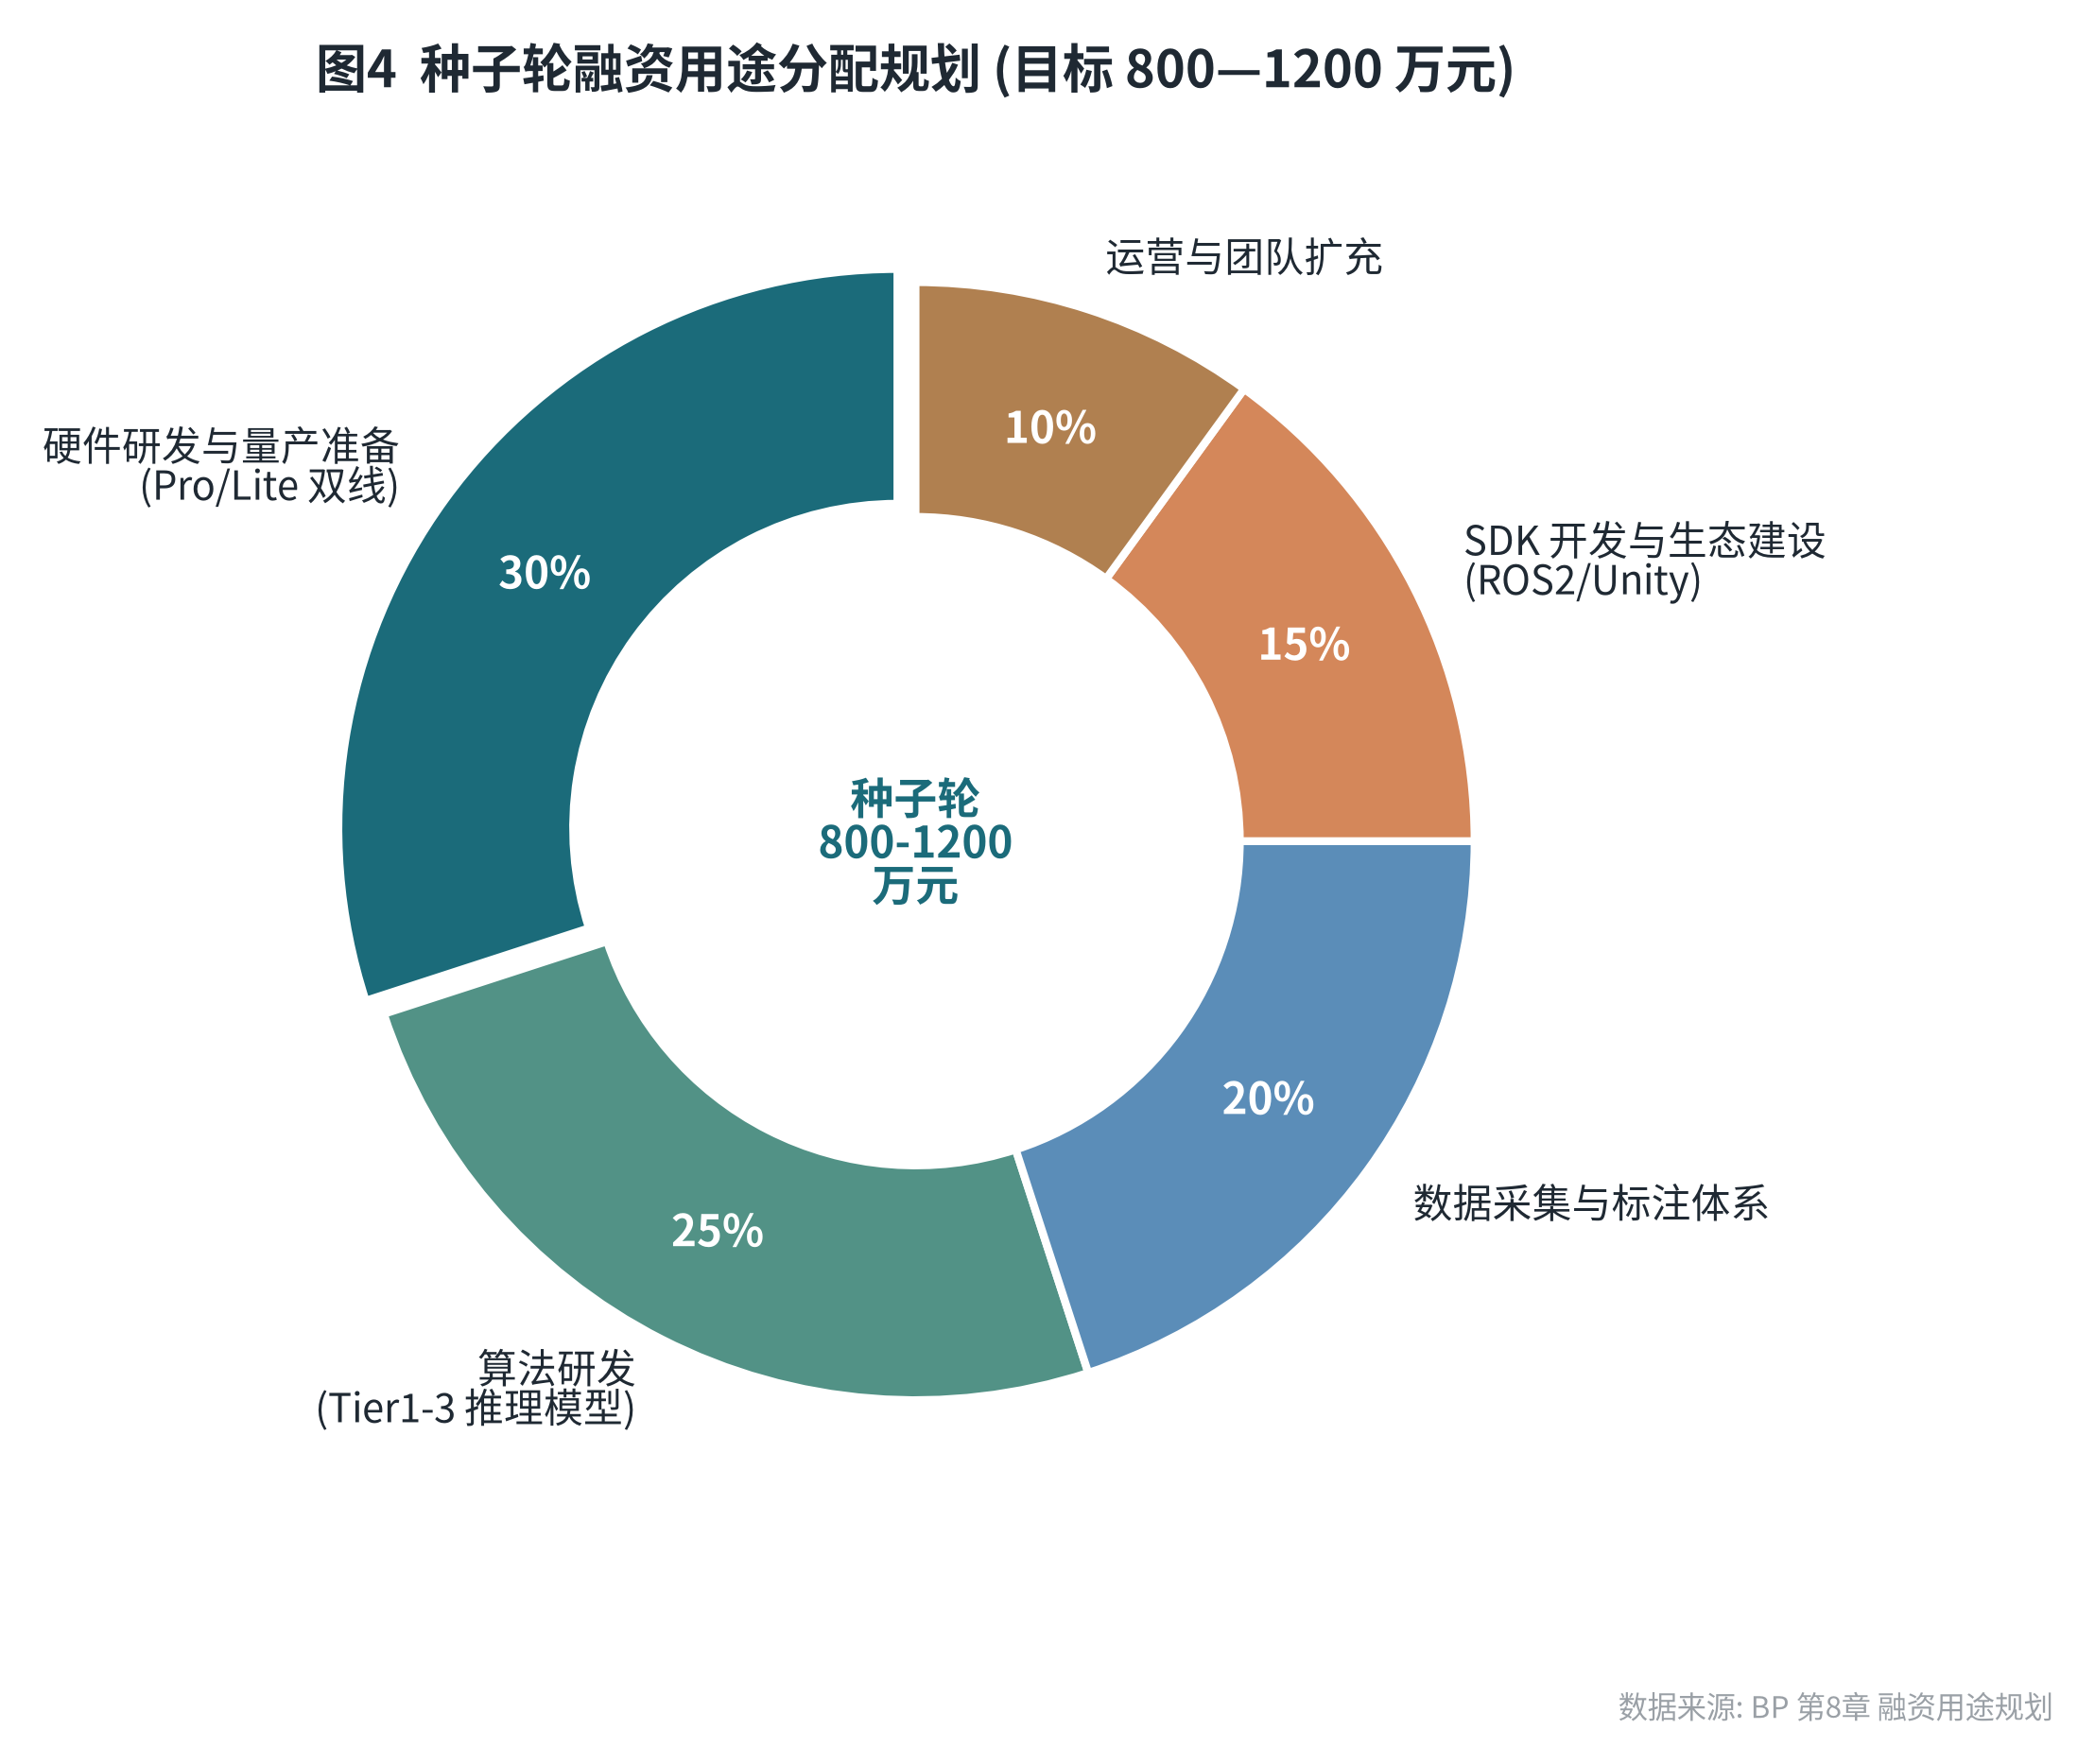 图4 种子轮融资用途分配规划 (目标 800—1200 万元)
运营与团队扩充
10%
硬件研发与量产准备
(Pro/Lite 双线)
30%
SDK 开发与生态建设
(ROS2/Unity)
15%
种子轮
800-1200
万元
20%
数据采集与标注体系
25%
算法研发
(Tier1-3 推理模型)
数据来源: BP 第8章 融资用途规划